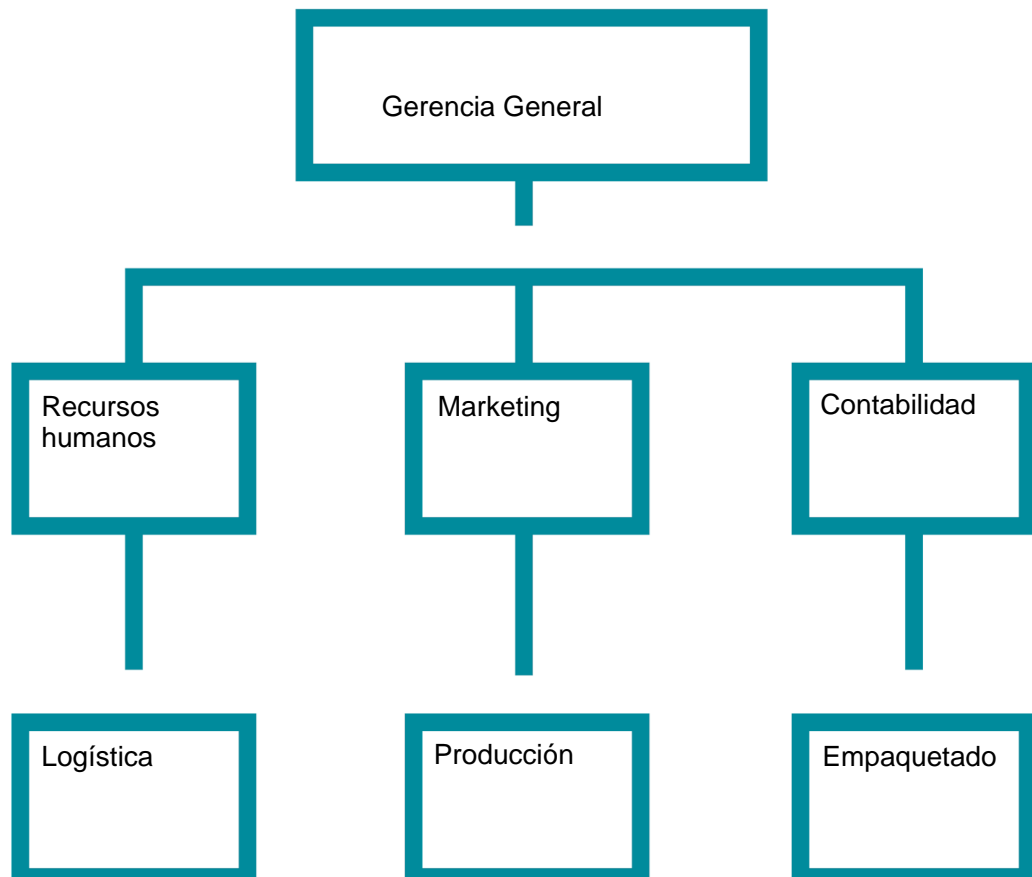 Gerencia General
Recursos
humanos
Marketing
Contabilidad
Logística
Producción
Empaquetado